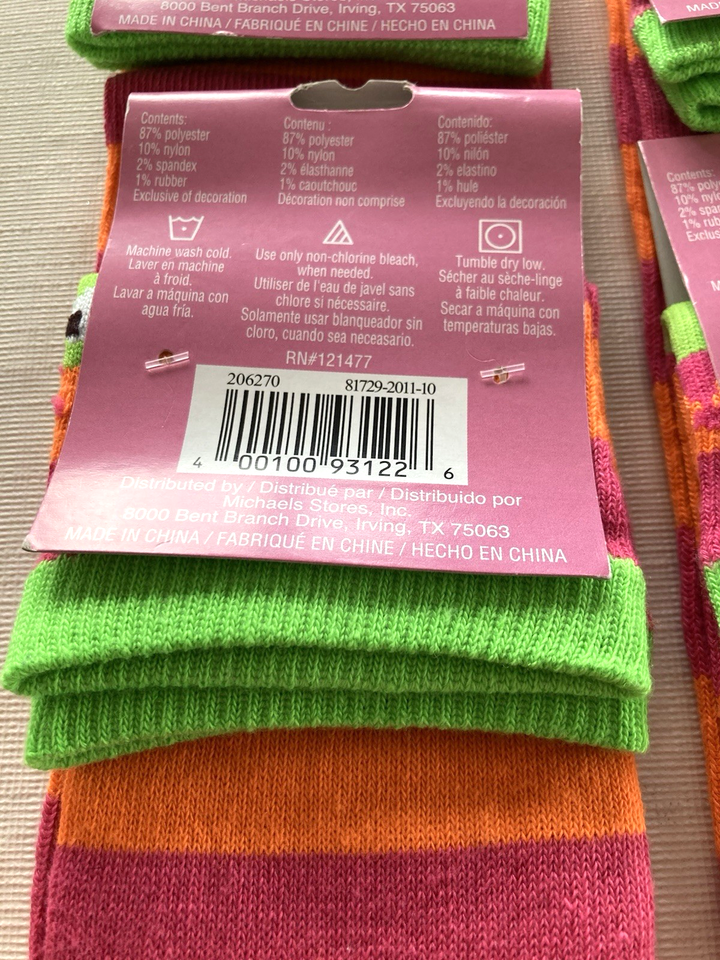 8000 Bent Branch Drive, Irving, TX 75063
MADE IN CHINA / FABRIQUÉ EN CHINE / HECHO EN CHINA
Contents:
87% polyester
10% nylon
2% spandex
1% rubber
Exclusive of decoration
Contenu :
87% polyester
10% nylon
2% élasthanne
1% caoutchouc
Décoration non comprise
Contenido:
87% poliéster
10% nilón
2% elastino
1% hule
Excluyendo la decoración
Machine wash cold.
Laver en machine
à froid.
Lavar a máquina con
agua fría.
Use only non-chlorine bleach,
when needed.
Utiliser de l'eau de javel sans
chlore si nécessaire.
Solamente usar blanqueador sin
cloro, cuando sea necesario.
Tumble dry low.
Sécher au sèche-linge
à faible chaleur.
Secar a máquina con
temperaturas bajas.
RN#121477
206270 81729-2011-10
4 00100 93122 6
Distributed by / Distribué par / Distribuido por
Michaels Stores, Inc.
8000 Bent Branch Drive, Irving, TX 75063
MADE IN CHINA / FABRIQUÉ EN CHINE / HECHO EN CHINA
Contents:
87%
10%
2%
1%